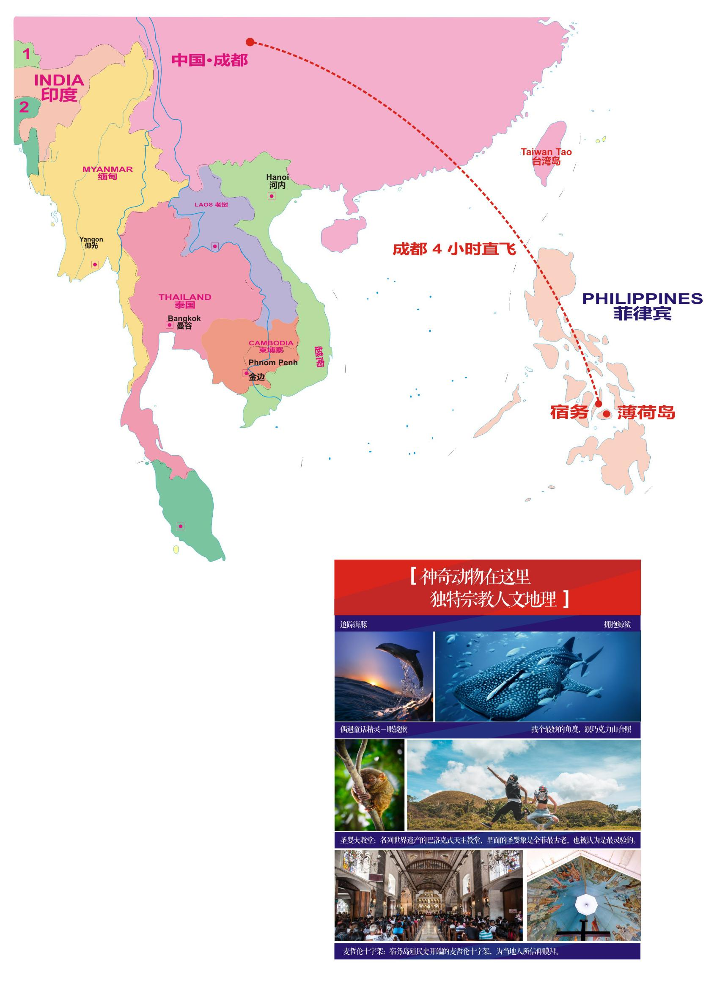 1
中国·成都
INDIA
印度
2
Taiwan Tao
台湾岛
MYANMAR
缅甸
Hanoi
河内
LAOS 老挝
Yangon
仰光
成都 4 小时直飞
THAILAND
泰国
PHILIPPINES
菲律宾
Bangkok
曼谷
CAMBODIA
柬埔寨
越南
Phnom Penh
金边
宿务
薄荷岛
[ 神奇动物在这里
独特宗教人文地理 ]
追踪海豚
拥抱鲸鲨
偶遇童话精灵－眼镜猴
找个最妙的角度，跟巧克力山合照
圣婴大教堂：名列世界遗产的巴洛克式天主教堂，里面的圣婴象是全菲最古老，也被认为是最灵验的。
EXIT
麦哲伦十字架：宿务岛殖民史开端的麦哲伦十字架，为当地人所信仰膜拜。